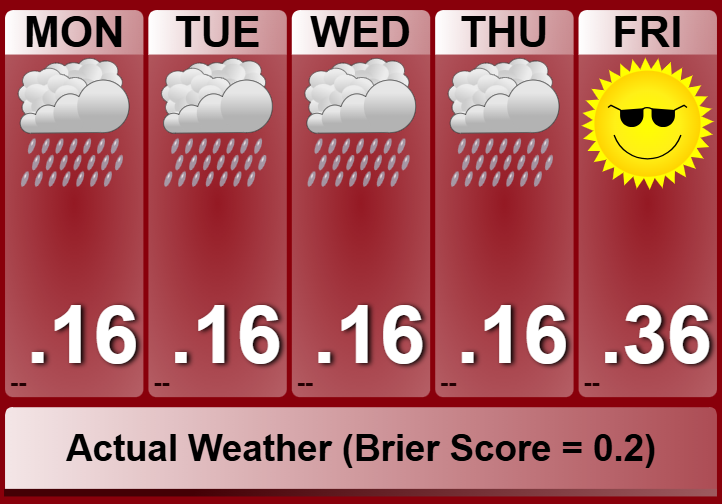 MON TUE WED THU FRI
.16 .16 .16 .16 .36
-- -- -- -- --
Actual Weather (Brier Score = 0.2)